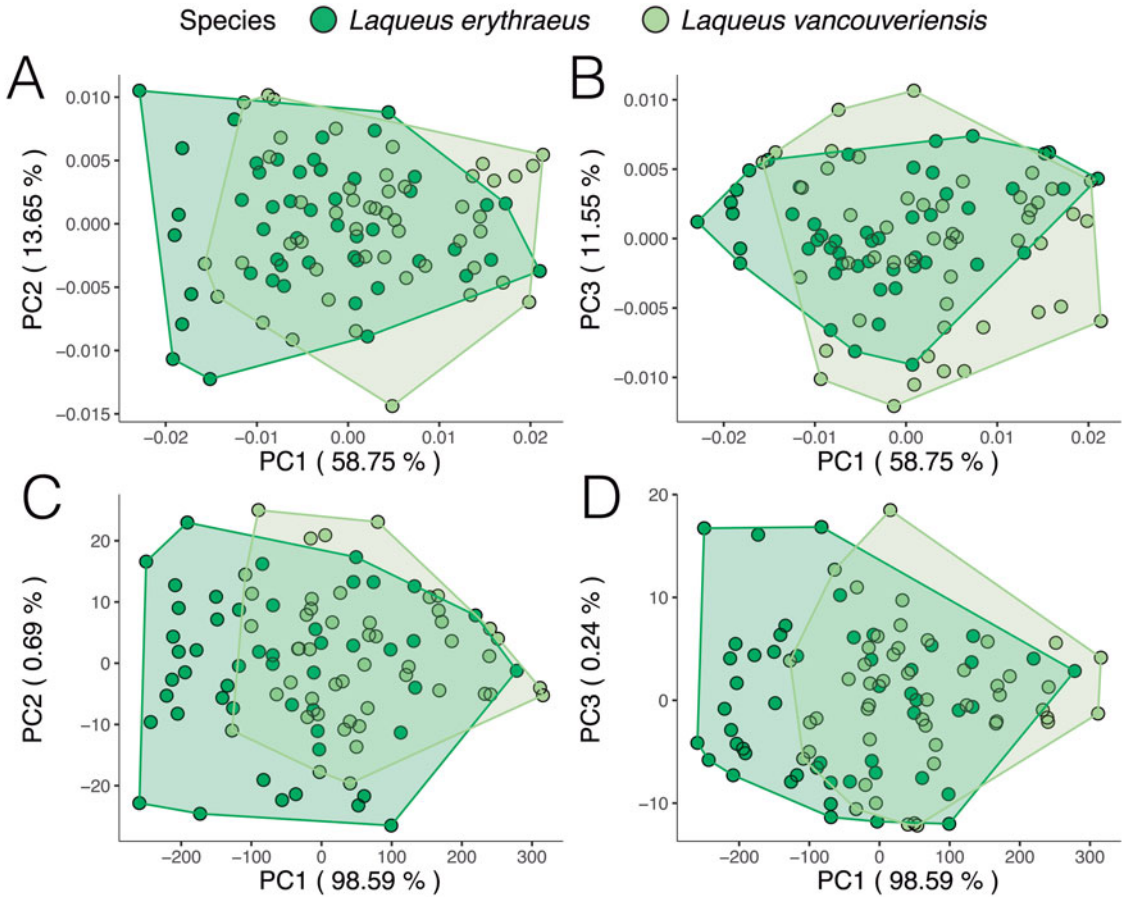 Species Laqueus erythraeus Laqueus vancouveriensis
A
PC2 ( 13.65 % )
0.010
0.005
0.000
−0.005
−0.010
−0.015
−0.02 −0.01 0.00 0.01 0.02
PC1 ( 58.75 % )
B
PC3 ( 11.55 % )
0.010
0.005
0.000
−0.005
−0.010
−0.02 −0.01 0.00 0.01 0.02
PC1 ( 58.75 % )
C
PC2 ( 0.69 % )
20
10
0
−10
−20
−200 −100 0 100 200 300
PC1 ( 98.59 % )
D
PC3 ( 0.24 % )
20
10
0
−10
−200 −100 0 100 200 300
PC1 ( 98.59 % )